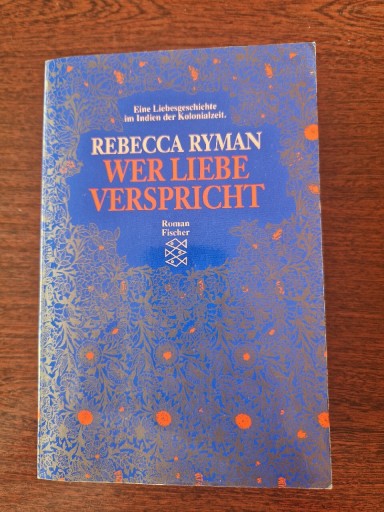 Eine Liebesgeschichte
im Indien der Kolonialzeit.
REBECCA RYMAN
WER LIEBE
VERSPRICHT
Roman
Fischer